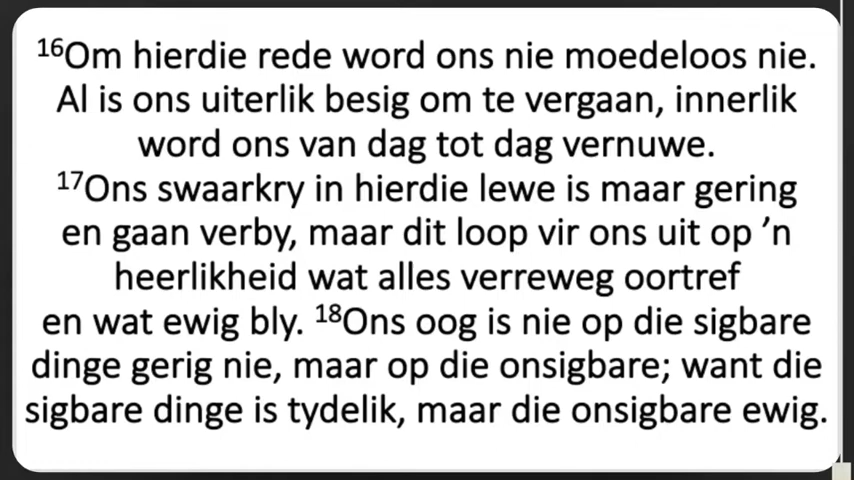 ¹⁶Om hierdie rede word ons nie moedeloos nie.
Al is ons uiterlik besig om te vergaan, innerlik
word ons van dag tot dag vernuwe.
¹⁷Ons swaarkry in hierdie lewe is maar gering
en gaan verby, maar dit loop vir ons uit op ’n
heerlikheid wat alles verreweg oortref
en wat ewig bly. ¹⁸Ons oog is nie op die sigbare
dinge gerig nie, maar op die onsigbare; want die
sigbare dinge is tydelik, maar die onsigbare ewig.